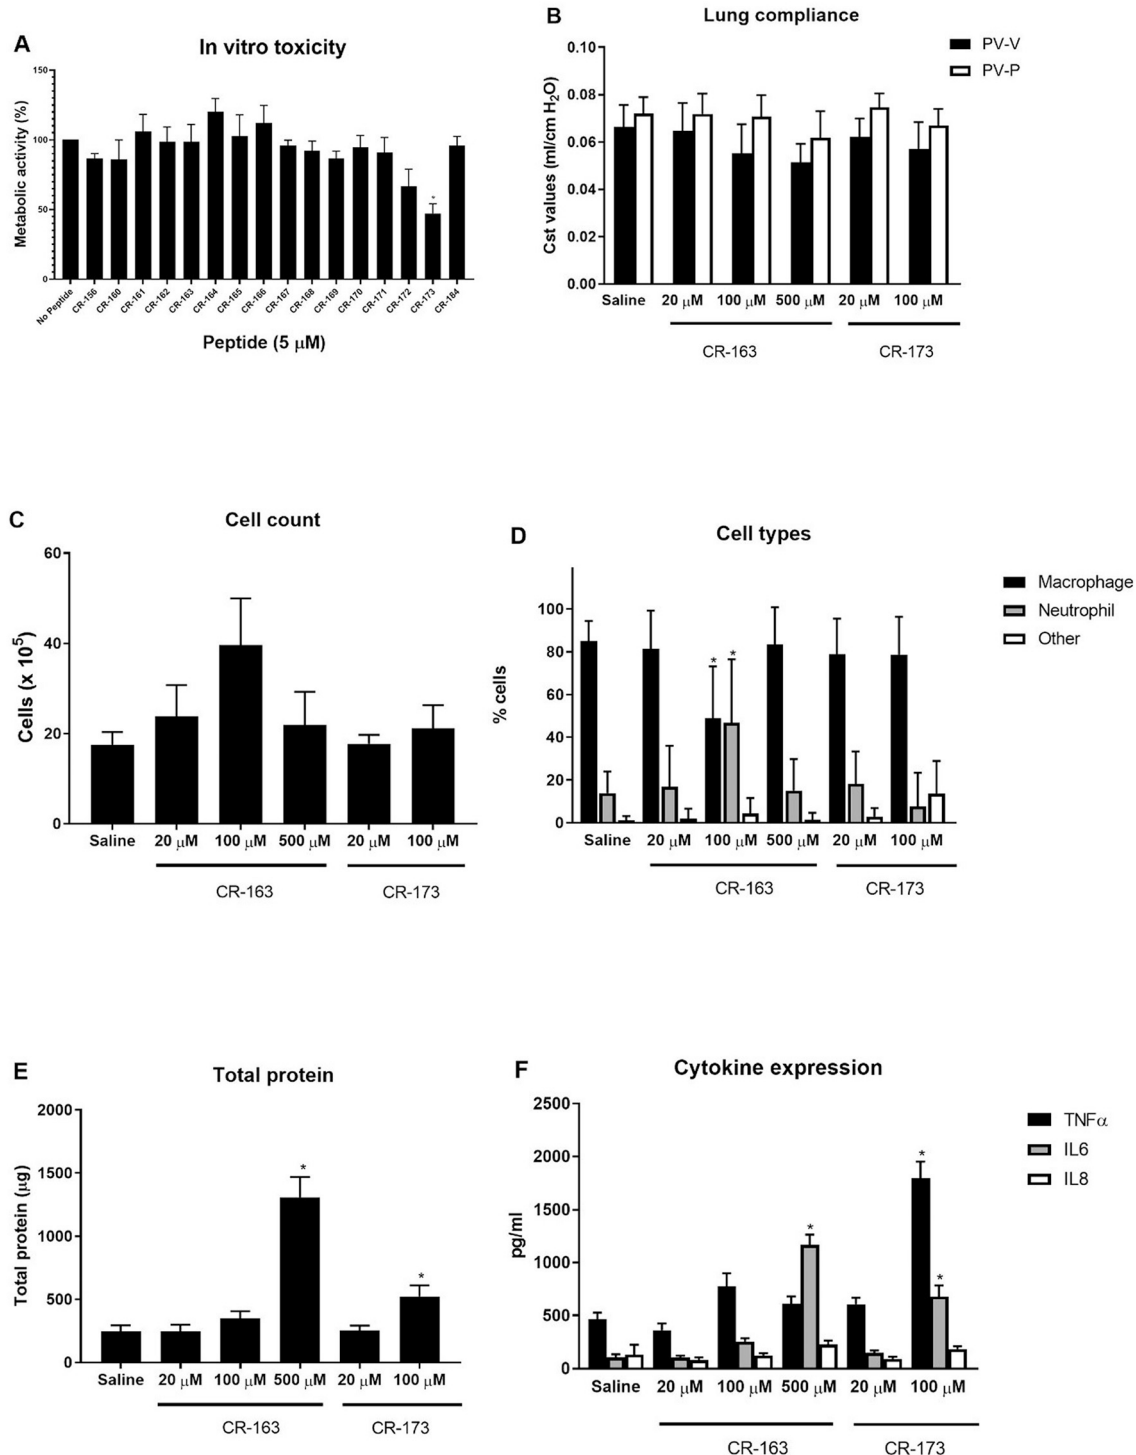 A
In vitro toxicity
Metabolic activity (%)
150
100
50
0
*
No Peptide
CR-156
CR-160
CR-161
CR-162
CR-163
CR-164
CR-165
CR-166
CR-167
CR-168
CR-169
CR-170
CR-171
CR-172
CR-173
CR-184
Peptide (5 μM)
B
Lung compliance
PV-V
PV-P
Cst values (ml/cm H₂O)
0.10
0.08
0.06
0.04
0.02
0.00
Saline 20 μM 100 μM 500 μM 20 μM 100 μM
CR-163 CR-173
C
Cell count
Cells (x 10⁵)
60
40
20
0
Saline 20 μM 100 μM 500 μM 20 μM 100 μM
CR-163 CR-173
D
Cell types
Macrophage
Neutrophil
Other
% cells
100
80
60
40
20
0
* *
Saline 20 μM 100 μM 500 μM 20 μM 100 μM
CR-163 CR-173
E
Total protein
Total protein (μg)
2000
1500
1000
500
0
* *
Saline 20 μM 100 μM 500 μM 20 μM 100 μM
CR-163 CR-173
F
Cytokine expression
TNFα
IL6
IL8
pg/ml
2500
2000
1500
1000
500
0
* * *
Saline 20 μM 100 μM 500 μM 20 μM 100 μM
CR-163 CR-173